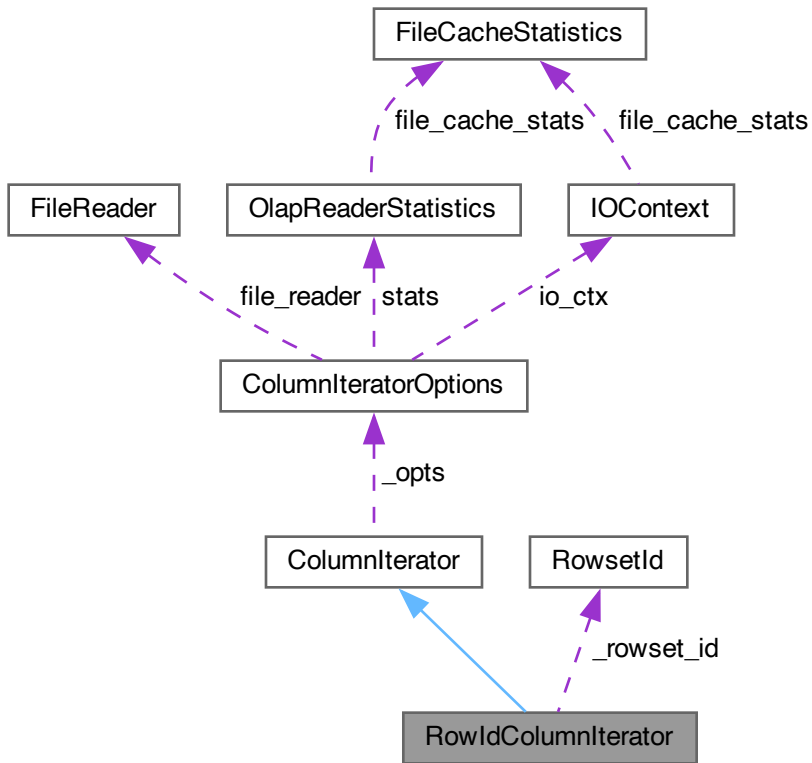 FileCacheStatistics
file_cache_stats
file_cache_stats
FileReader
OlapReaderStatistics
IOContext
file_reader
stats
io_ctx
ColumnIteratorOptions
_opts
ColumnIterator
RowsetId
_rowset_id
RowIdColumnIterator